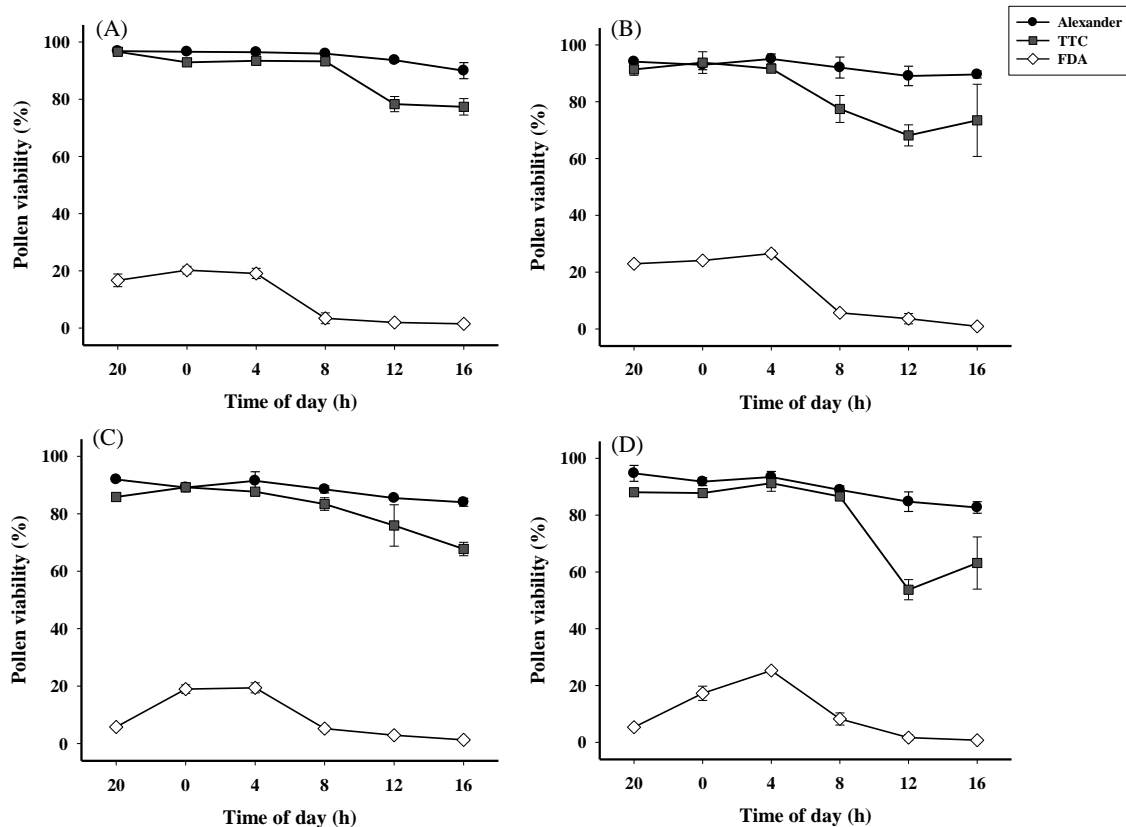 (A)
100
80
60
40
20
0
Pollen viability (%)
20 0 4 8 12 16
Time of day (h)
(B)
100
80
60
40
20
0
Pollen viability (%)
20 0 4 8 12 16
Time of day (h)
Alexander
TTC
FDA
(C)
100
80
60
40
20
0
Pollen viability (%)
20 0 4 8 12 16
Time of day (h)
(D)
100
80
60
40
20
0
Pollen viability (%)
20 0 4 8 12 16
Time of day (h)